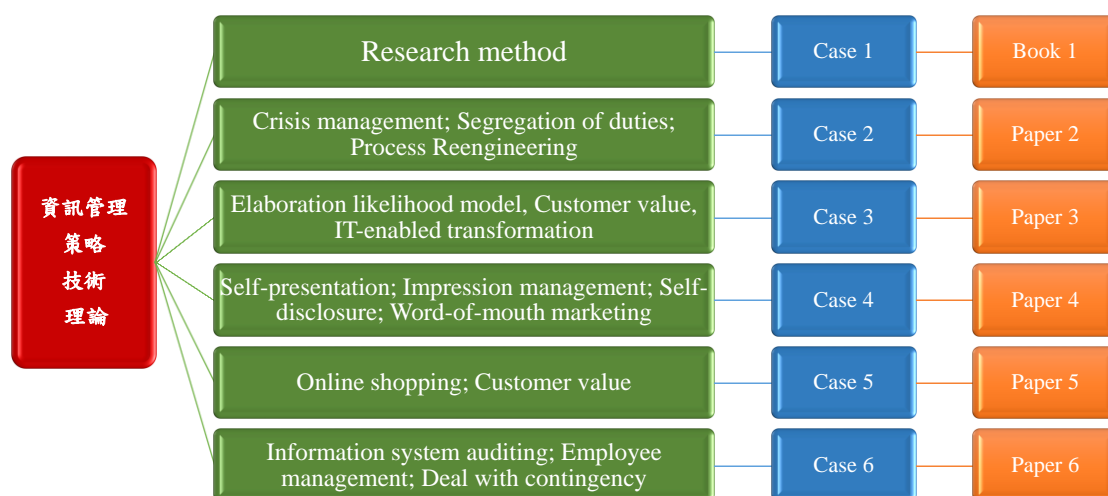 資訊管理
策略
技術
理論
Research method
Case 1
Book 1
Crisis management; Segregation of duties;
Process Reengineering
Case 2
Paper 2
Elaboration likelihood model, Customer value,
IT-enabled transformation
Case 3
Paper 3
Self-presentation; Impression management; Self-
disclosure; Word-of-mouth marketing
Case 4
Paper 4
Online shopping; Customer value
Case 5
Paper 5
Information system auditing; Employee
management; Deal with contingency
Case 6
Paper 6